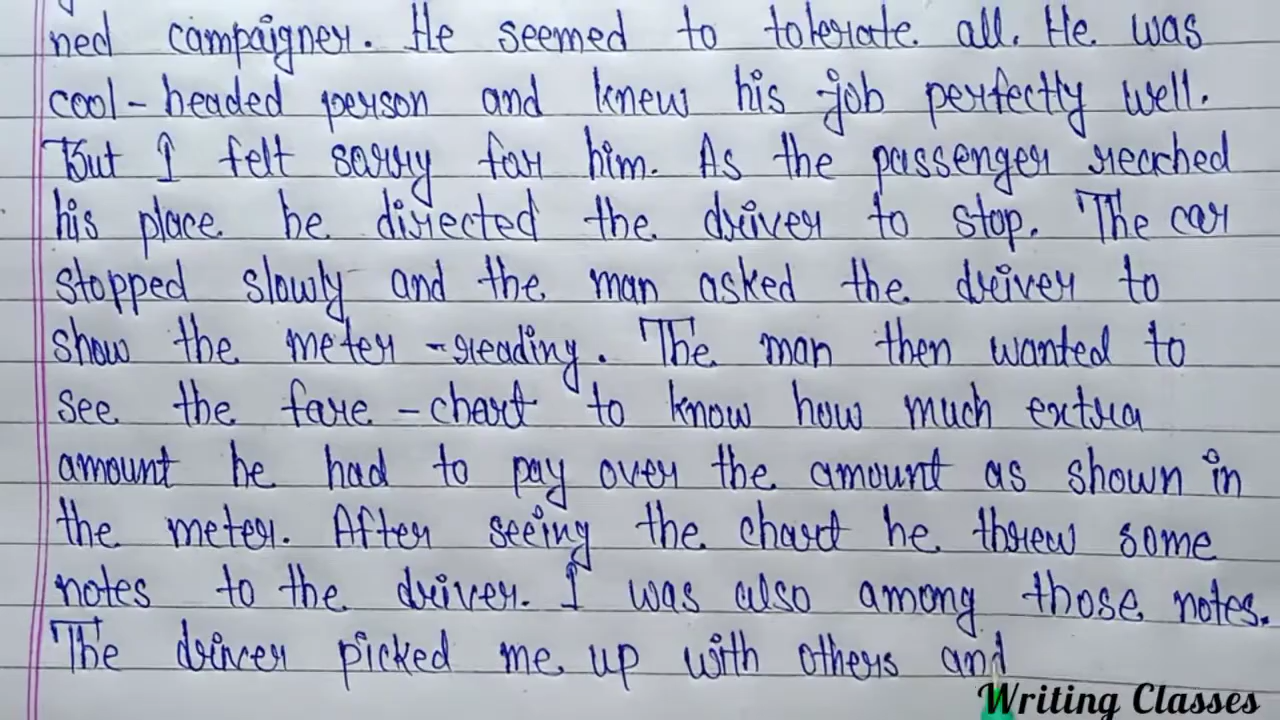 ned campaigner. He seemed to tolerate all. He was
cool-headed person and knew his job perfectly well.
But I felt sorry for him. As the passenger reached
his place he directed the driver to stop. The car
stopped slowly and the man asked the driver to
show the meter-reading. The man then wanted to
see the fare-chart to know how much extra
amount he had to pay over the amount as shown in
the meter. After seeing the chart he threw some
notes to the driver. I was also among those notes.
The driver picked me up with others and
Writing Classes